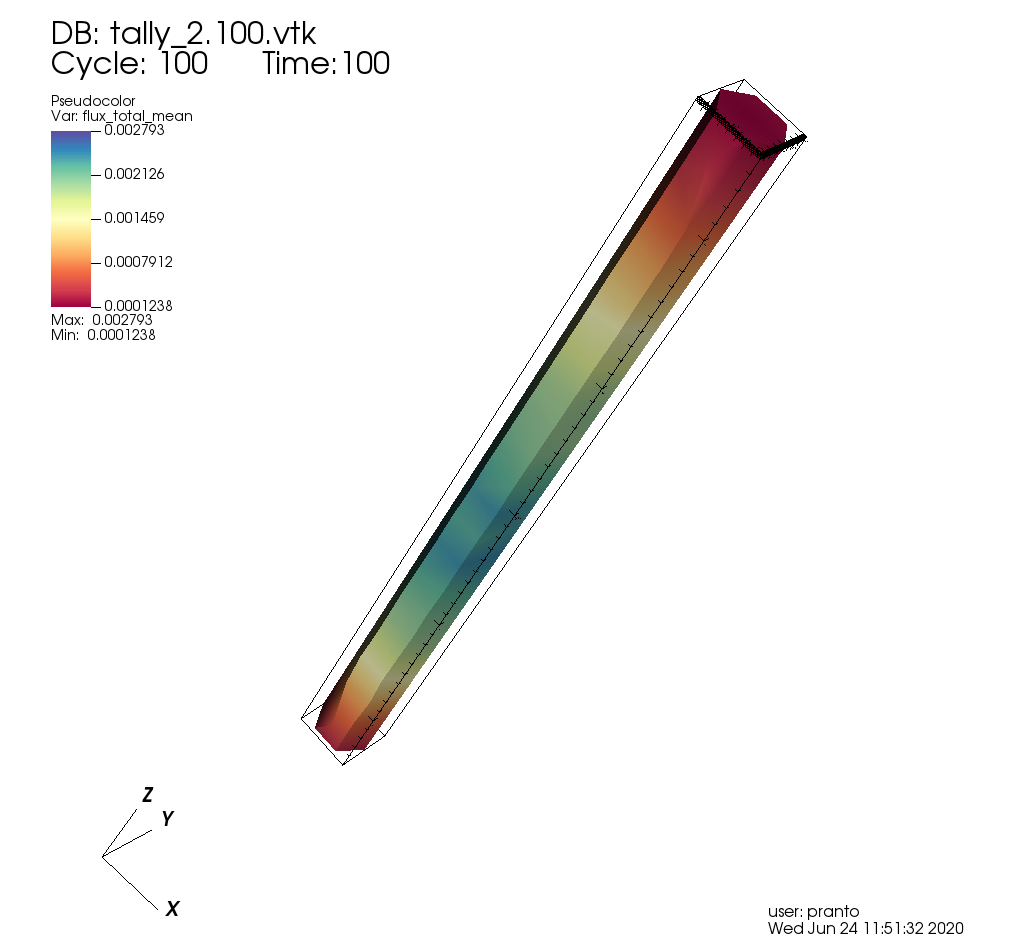 DB: tally_2.100.vtk
Cycle: 100 Time:100
Pseudocolor
Var: flux_total_mean
0.002793
0.002126
0.001459
0.0007912
0.0001238
Max: 0.002793
Min: 0.0001238
Z
Y
X
user: pranto
Wed Jun 24 11:51:32 2020